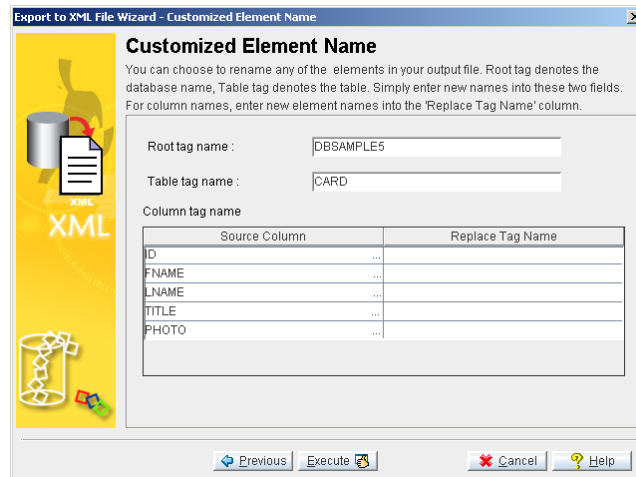 Export to XML File Wizard - Customized Element Name
Customized Element Name
You can choose to rename any of the elements in your output file. Root tag denotes the
database name, Table tag denotes the table. Simply enter new names into these two fields.
For column names, enter new element names into the 'Replace Tag Name' column.
XML
XML
Root tag name :
DBSAMPLE5
Table tag name :
CARD
Column tag name
Source Column
Replace Tag Name
ID ...
FNAME ...
LNAME ...
TITLE ...
PHOTO ...
Previous
Execute
Cancel
Help